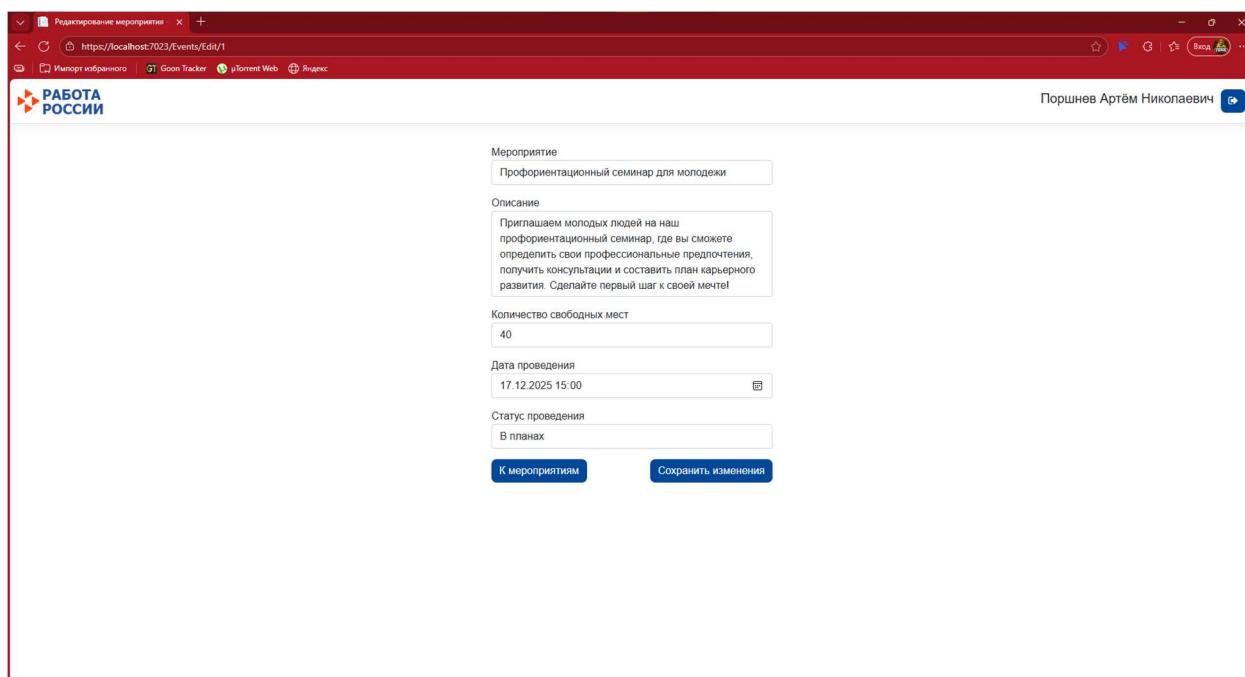 Редактирование мероприятия -
https://localhost:7023/Events/Edit/1
Вход
Импорт избранного
GT Goon Tracker
µTorrent Web
Яндекс
РАБОТА
РОССИИ
Поршнев Артём Николаевич
Мероприятие
Профориентационный семинар для молодежи
Описание
Приглашаем молодых людей на наш
профориентационный семинар, где вы сможете
определить свои профессиональные предпочтения,
получить консультации и составить план карьерного
развития. Сделайте первый шаг к своей мечте!
Количество свободных мест
40
Дата проведения
17.12.2025 15:00
Статус проведения
В планах
К мероприятиям
Сохранить изменения